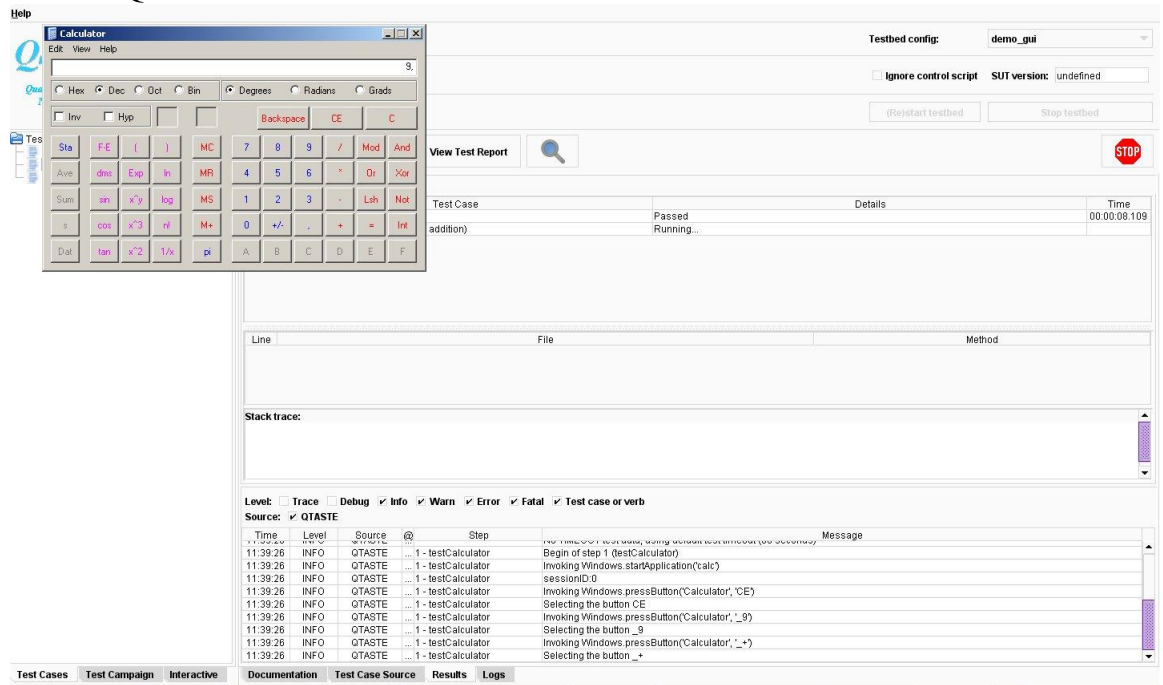 Help
Calculator
Edit View Help
9,
Hex Dec Oct Bin Degrees Radians Grads
Inv Hyp Backspace CE C
Sta F-E ( ) MC 7 8 9 / Mod And
Ave dms Exp ln MR 4 5 6 * Or Xor
Sum sin x^y log MS 1 2 3 - Lsh Not
s cos x^3 n! M+ 0 +/- , + = Int
Dat tan x^2 1/x pi A B C D E F
Testbed config: demo_gui
Ignore control script SUT version: undefined
(Re)start testbed Stop testbed
Tes
View Test Report STOP
Test Case Details Time
Passed 00:00:08.109
addition) Running...
Line File Method
Stack trace:
Level: Trace Debug Info Warn Error Fatal Test case or verb
Source: QTASTE
Time Level Source @ Step Message
11:39:26 INFO QTASTE ... 1 - testCalculator Begin of step 1 (testCalculator)
11:39:26 INFO QTASTE ... 1 - testCalculator Invoking Windows.startApplication('calc')
11:39:26 INFO QTASTE ... 1 - testCalculator sessionID:0
11:39:26 INFO QTASTE ... 1 - testCalculator Invoking Windows.pressButton('Calculator', 'CE')
11:39:26 INFO QTASTE ... 1 - testCalculator Selecting the button CE
11:39:26 INFO QTASTE ... 1 - testCalculator Invoking Windows.pressButton('Calculator', '_9')
11:39:26 INFO QTASTE ... 1 - testCalculator Selecting the button _9
11:39:26 INFO QTASTE ... 1 - testCalculator Invoking Windows.pressButton('Calculator', '_+')
11:39:26 INFO QTASTE ... 1 - testCalculator Selecting the button _+
Test Cases Test Campaign Interactive Documentation Test Case Source Results Logs